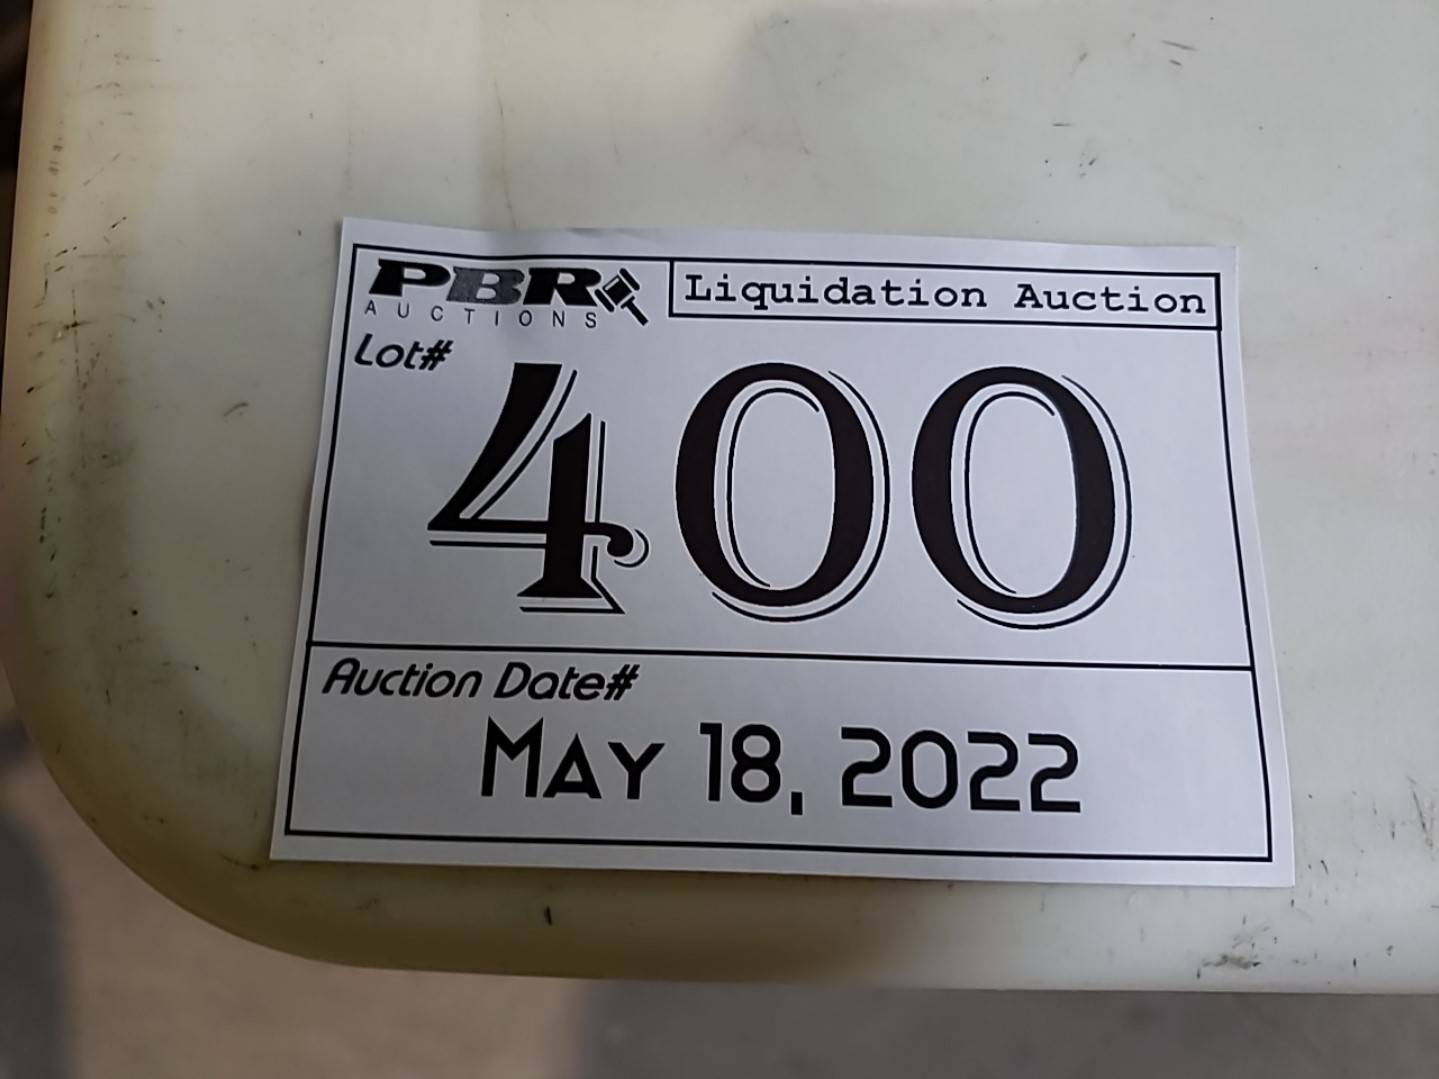 PBR
AUCTIONS
Liquidation Auction
Lot#
400
Auction Date#
MAY 18, 2022